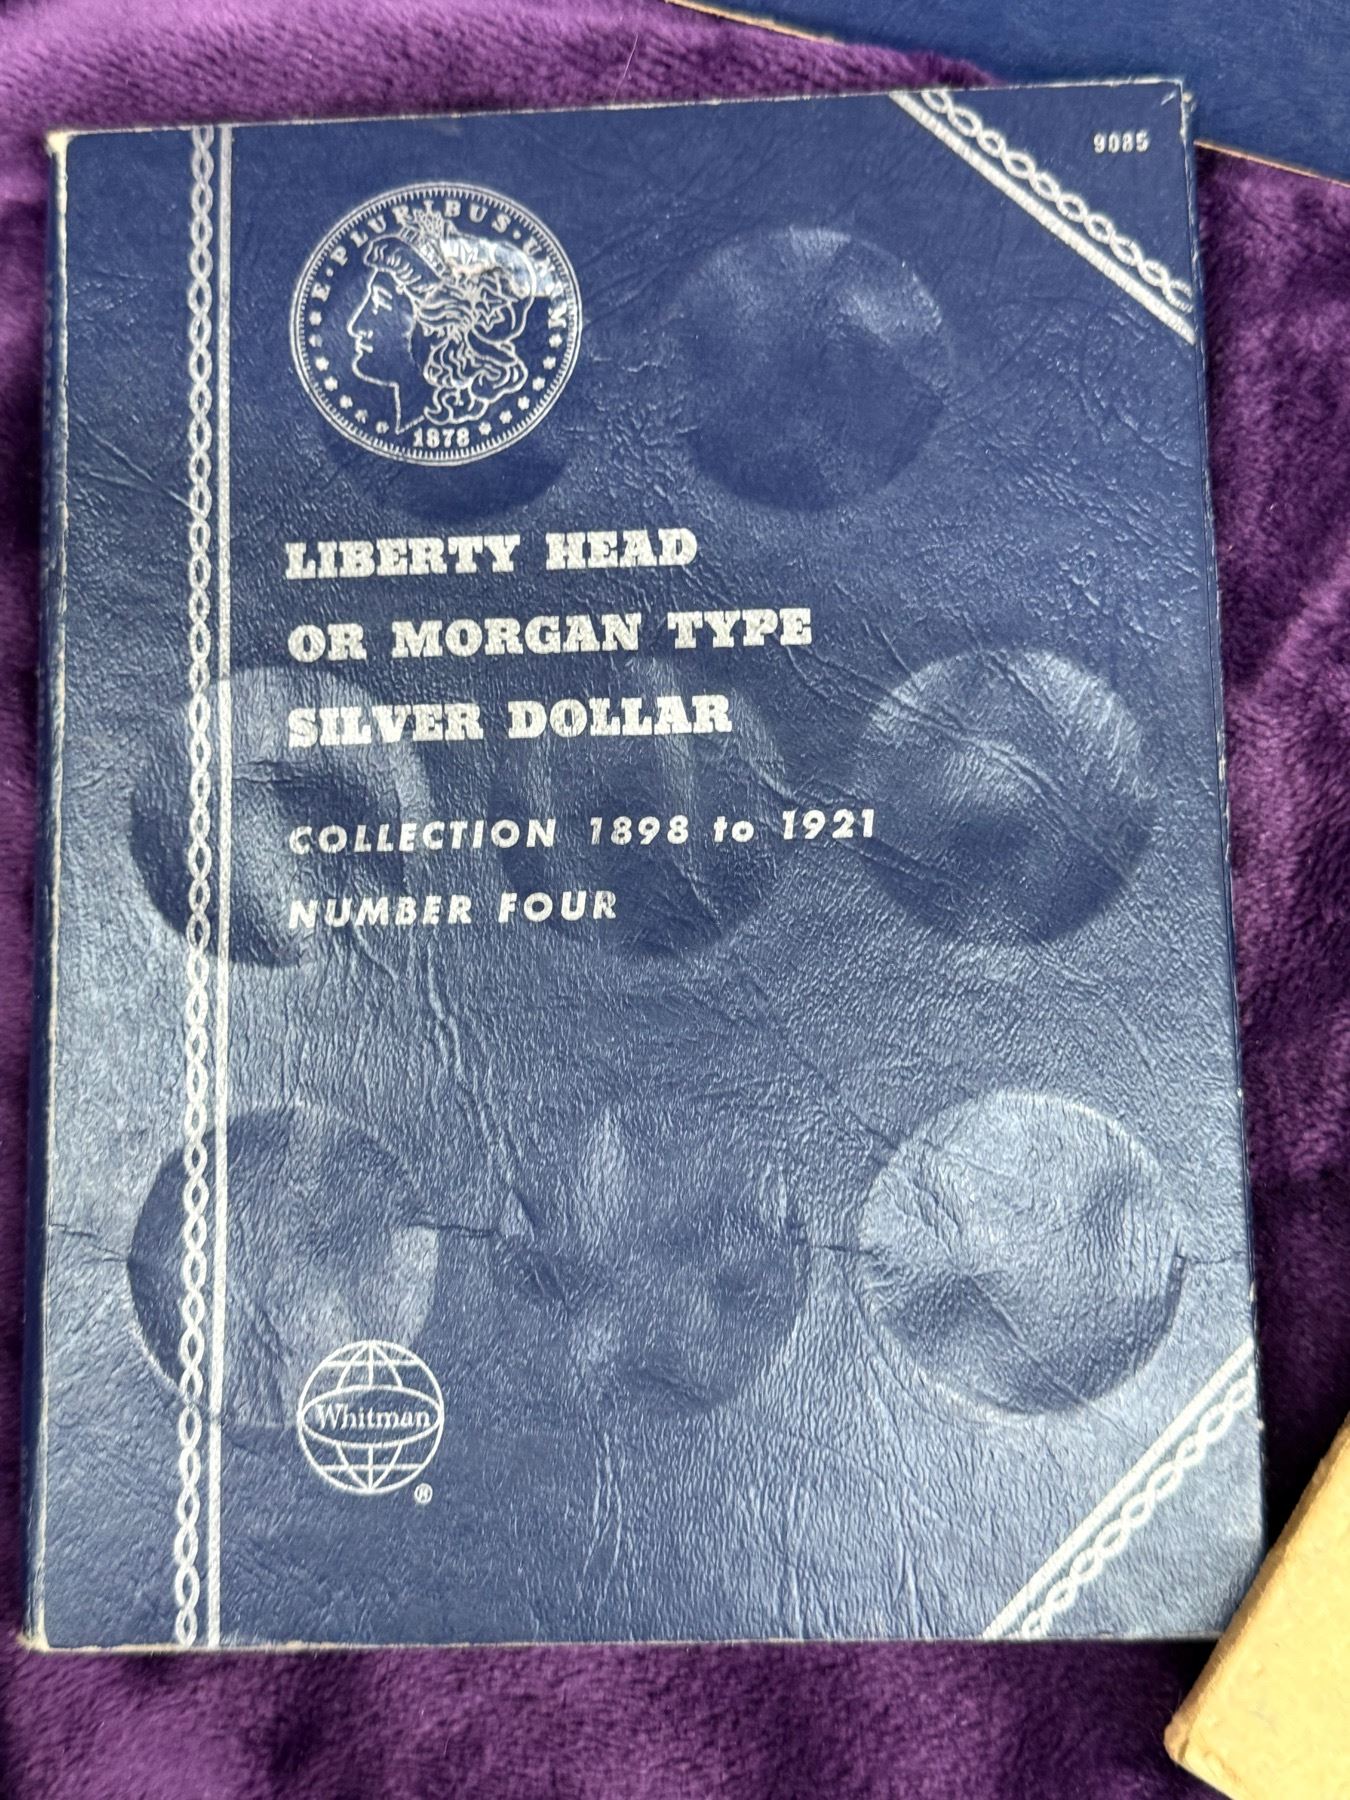 9085
E · PLURIBUS · UNUM
1878
LIBERTY HEAD
OR MORGAN TYPE
SILVER DOLLAR
COLLECTION 1898 to 1921
NUMBER FOUR
Whitman
®